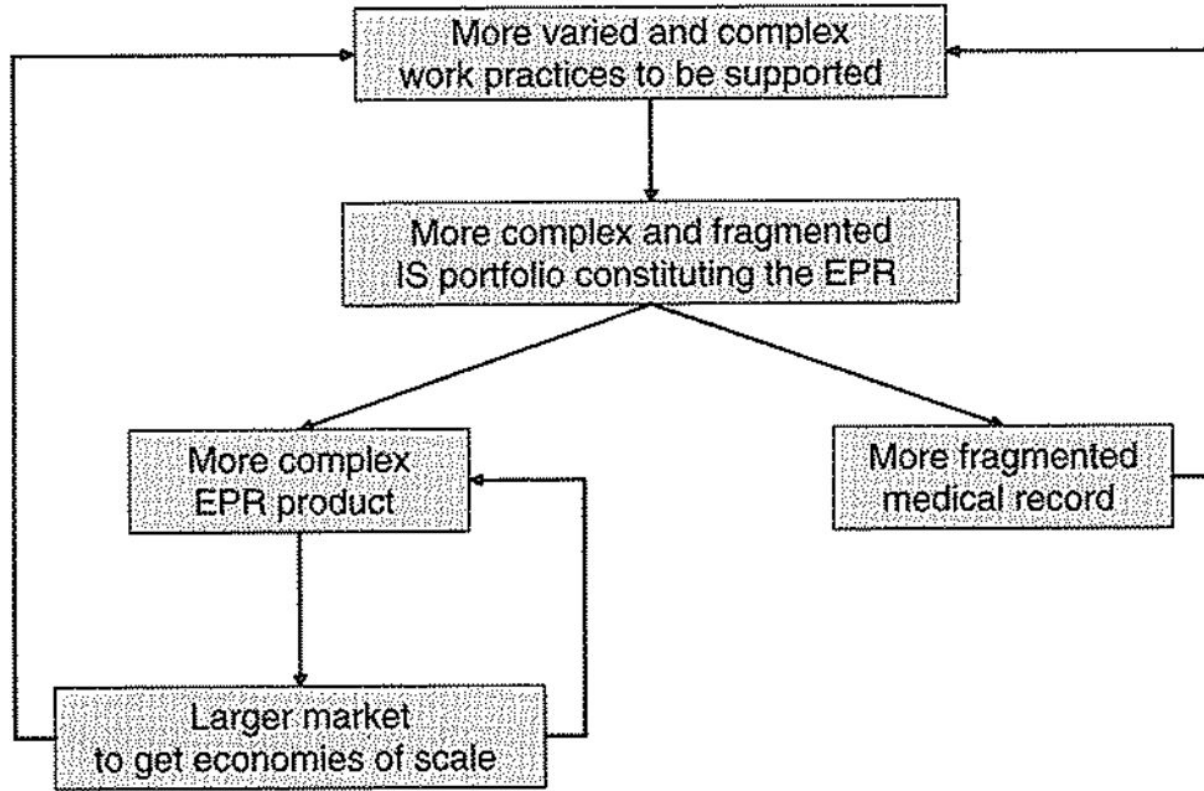 More varied and complex
work practices to be supported
More complex and fragmented
IS portfolio constituting the EPR
More complex
EPR product
More fragmented
medical record
Larger market
to get economies of scale